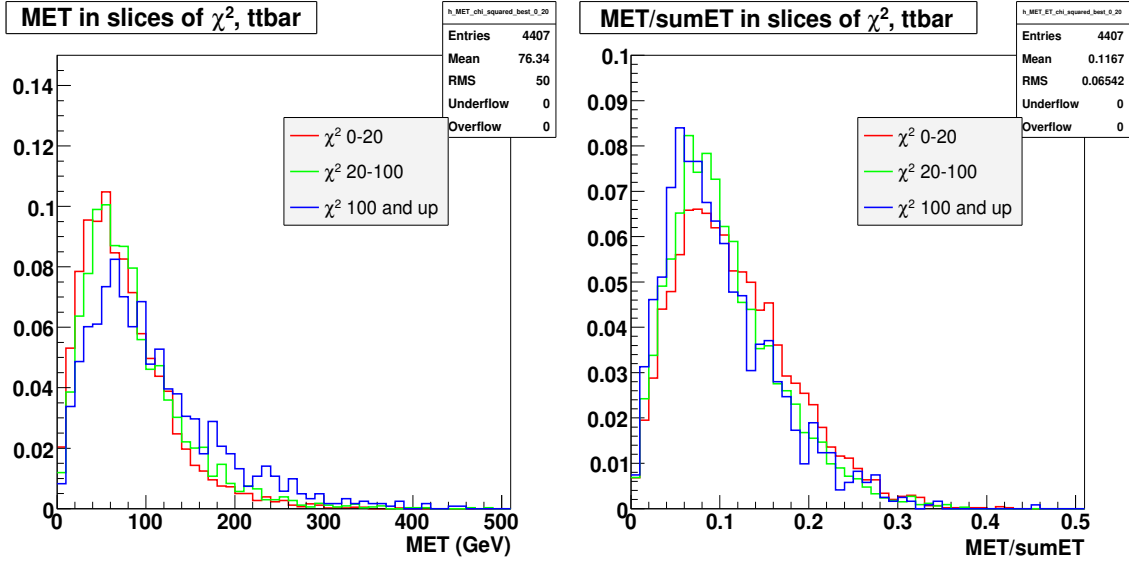 MET in slices of χ², ttbar
h_MET_chi_squared_best_0_20
Entries 4407
Mean 76.34
RMS 50
Underflow 0
Overflow 0
χ² 0-20
χ² 20-100
χ² 100 and up
0.14
0.12
0.1
0.08
0.06
0.04
0.02
0
0 100 200 300 400 500
MET (GeV)
MET/sumET in slices of χ², ttbar
h_MET_ET_chi_squared_best_0_20
Entries 4407
Mean 0.1167
RMS 0.06542
Underflow 0
Overflow 0
χ² 0-20
χ² 20-100
χ² 100 and up
0.1
0.09
0.08
0.07
0.06
0.05
0.04
0.03
0.02
0.01
0
0 0.1 0.2 0.3 0.4 0.5
MET/sumET